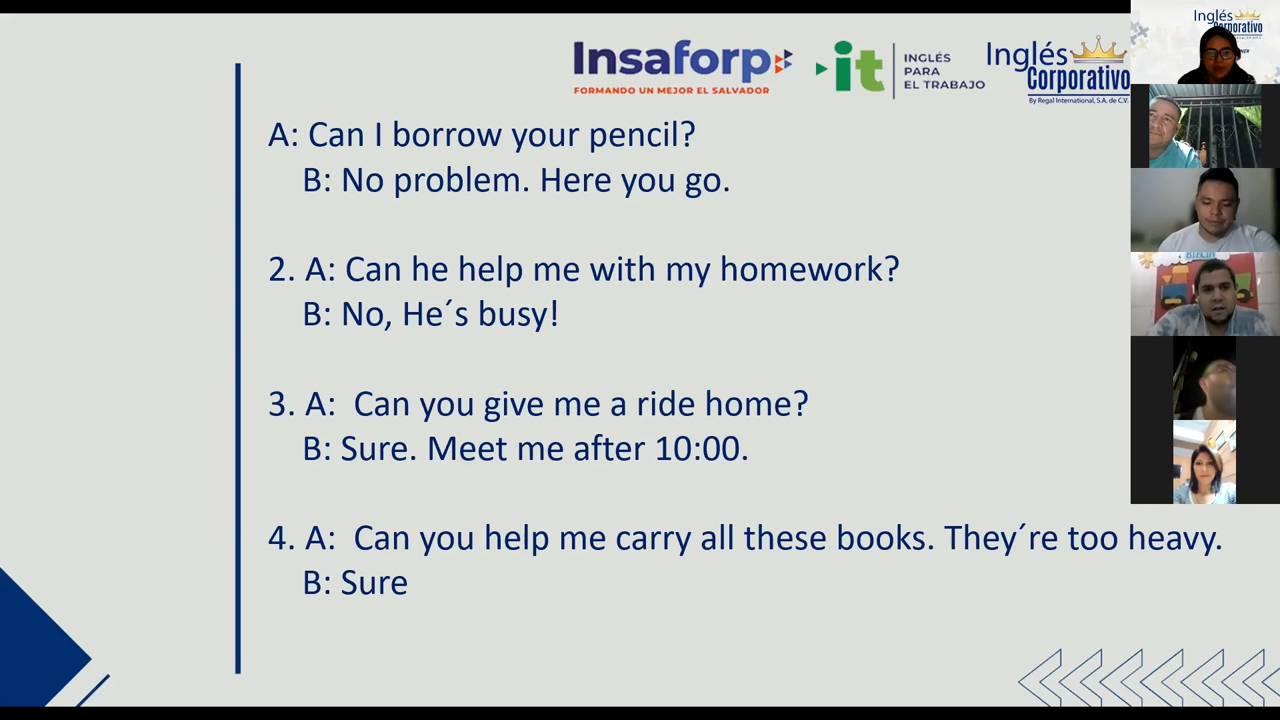 Insaforp
FORMANDO UN MEJOR EL SALVADOR
it
INGLÉS
PARA
EL TRABAJO
Inglés
Corporativo
By Regal International, S.A. de C.V.
Inglés
Corporativo
A: Can I borrow your pencil?
B: No problem. Here you go.
2. A: Can he help me with my homework?
B: No, He´s busy!
3. A: Can you give me a ride home?
B: Sure. Meet me after 10:00.
4. A: Can you help me carry all these books. They´re too heavy.
B: Sure